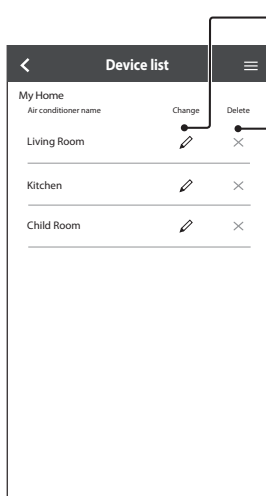 Device list
My Home
Air conditioner name Change Delete
Living Room
Kitchen
Child Room